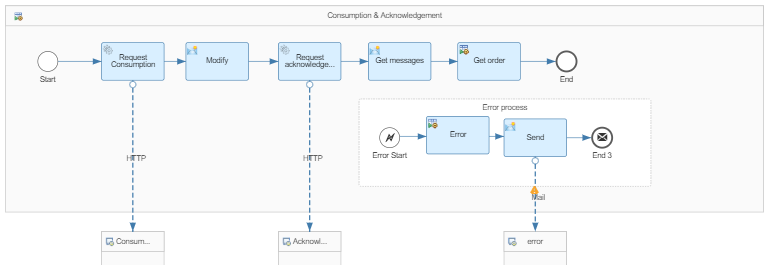 Consumption & Acknowledgement
Request
Consumption
Modify
Request
acknowledge...
Get messages
Get order
Start
End
Error process
Error
Send
Error Start
End 3
HTTP
HTTP
Mail
Consum...
Acknowl...
error